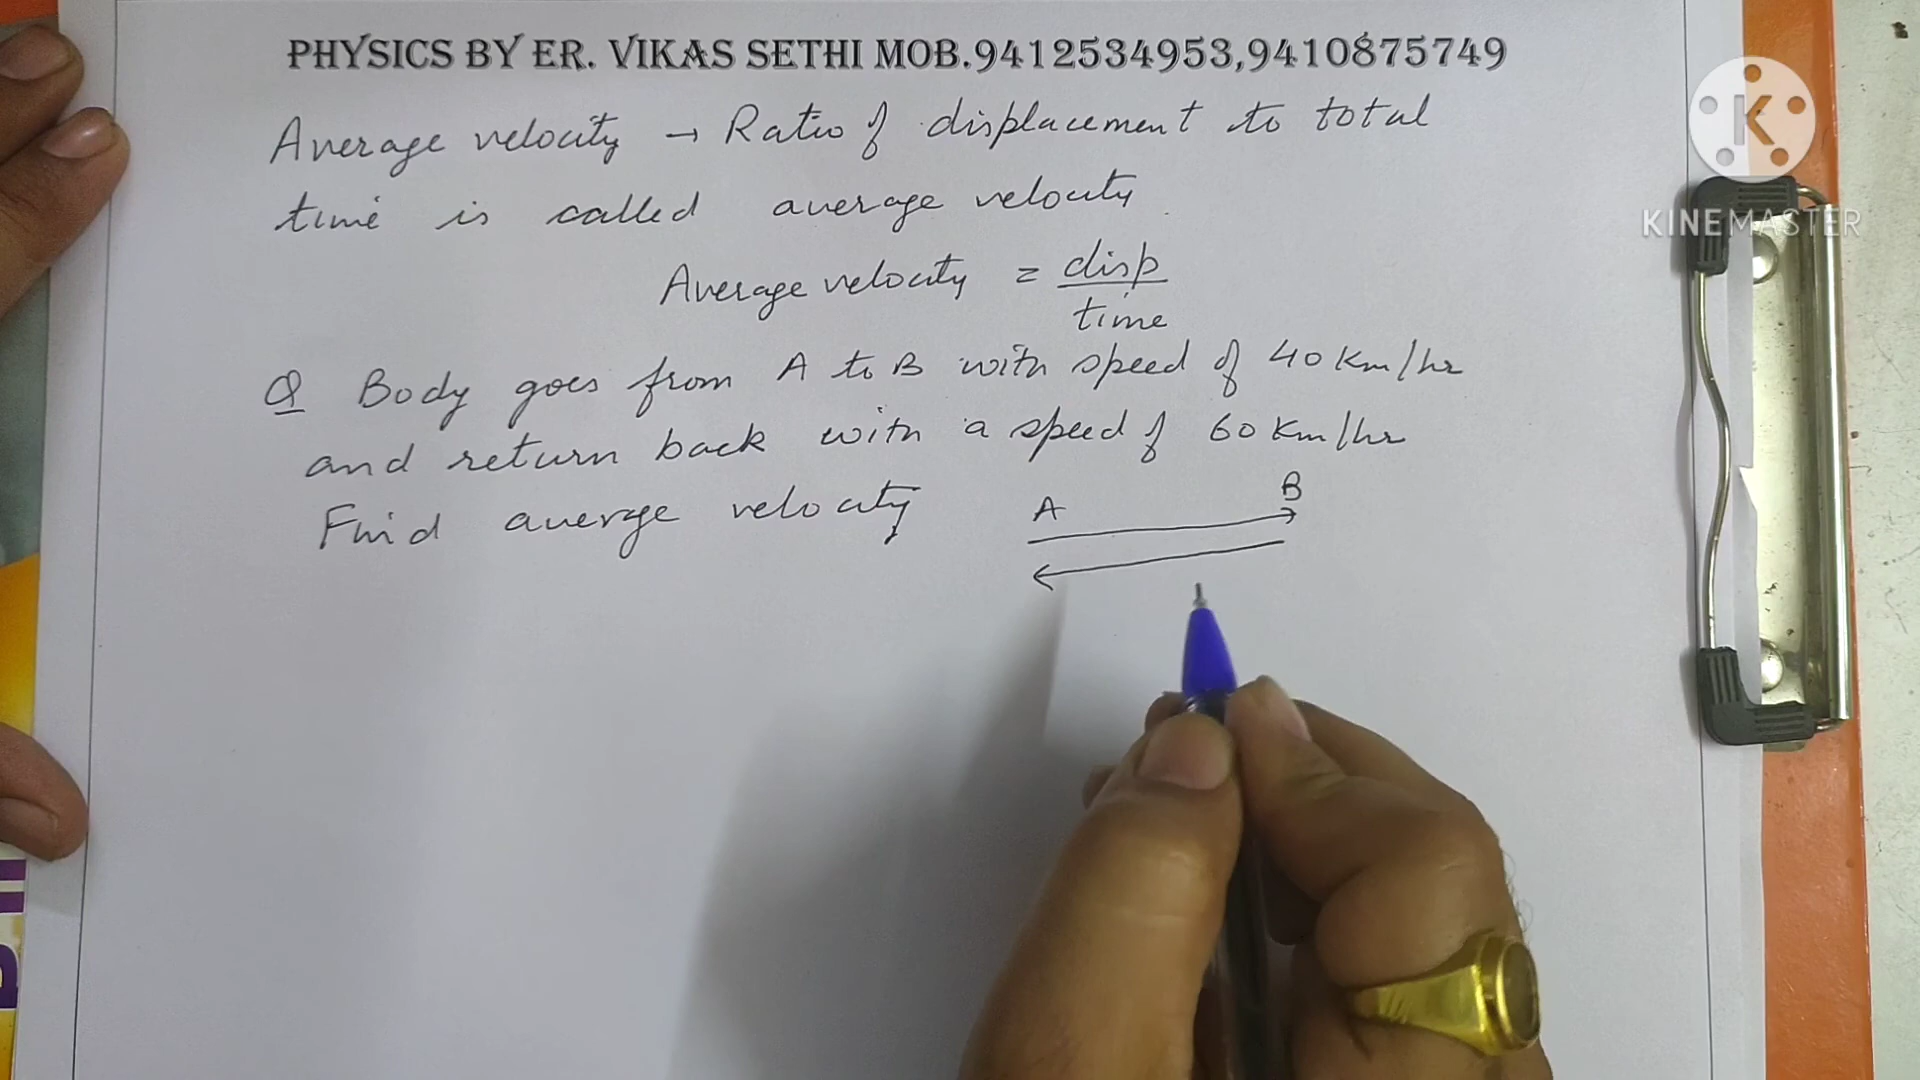 PHYSICS BY ER. VIKAS SETHI MOB.9412534953,9410875749
K
KINEMASTER
Average velocity → Ratio of displacement to total
time is called average velocity
Average velocity = disp
time
Q Body goes from A to B with speed of 40 Km/hr
and return back with a speed of 60 Km/hr
Find average velocity
A B